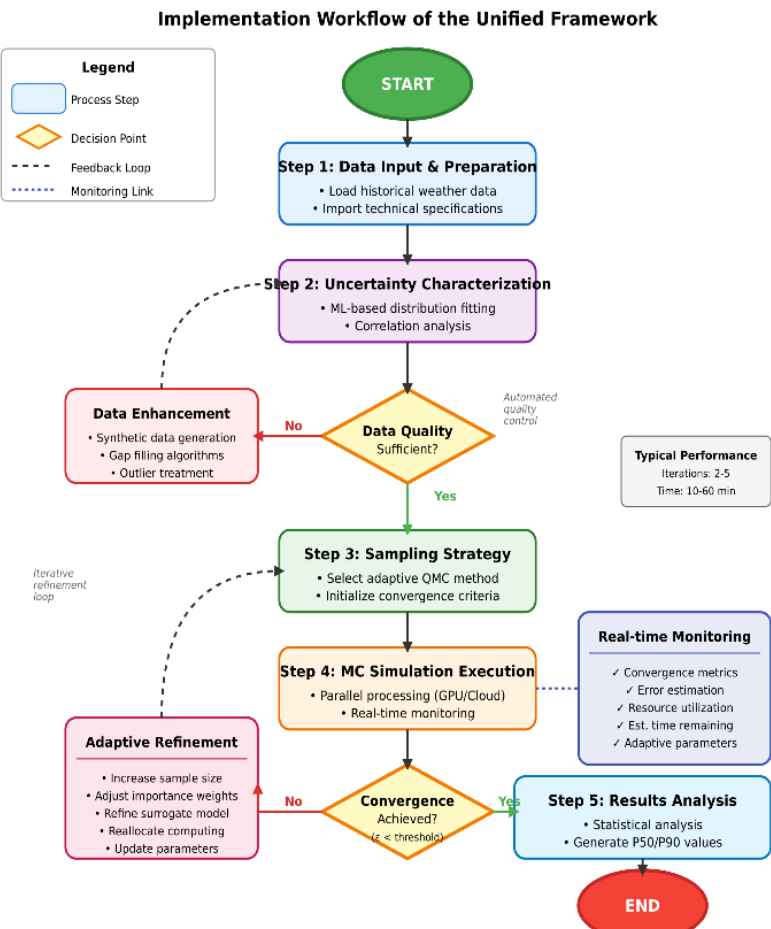 Implementation Workflow of the Unified Framework
Legend
Process Step
Decision Point
Feedback Loop
Monitoring Link
START
Step 1: Data Input & Preparation
• Load historical weather data
• Import technical specifications
Step 2: Uncertainty Characterization
• ML-based distribution fitting
• Correlation analysis
Data Enhancement
• Synthetic data generation
• Gap filling algorithms
• Outlier treatment
No
Data Quality
Sufficient?
Automated
quality
control
Yes
Typical Performance
Iterations: 2-5
Time: 10-60 min
Step 3: Sampling Strategy
• Select adaptive QMC method
• Initialize convergence criteria
Iterative
refinement
loop
Step 4: MC Simulation Execution
• Parallel processing (GPU/Cloud)
• Real-time monitoring
Real-time Monitoring
✓ Convergence metrics
✓ Error estimation
✓ Resource utilization
✓ Est. time remaining
✓ Adaptive parameters
Adaptive Refinement
• Increase sample size
• Adjust importance weights
• Refine surrogate model
• Reallocate computing
• Update parameters
No
Convergence
Achieved?
(ε < threshold)
Yes
Step 5: Results Analysis
• Statistical analysis
• Generate P50/P90 values
END